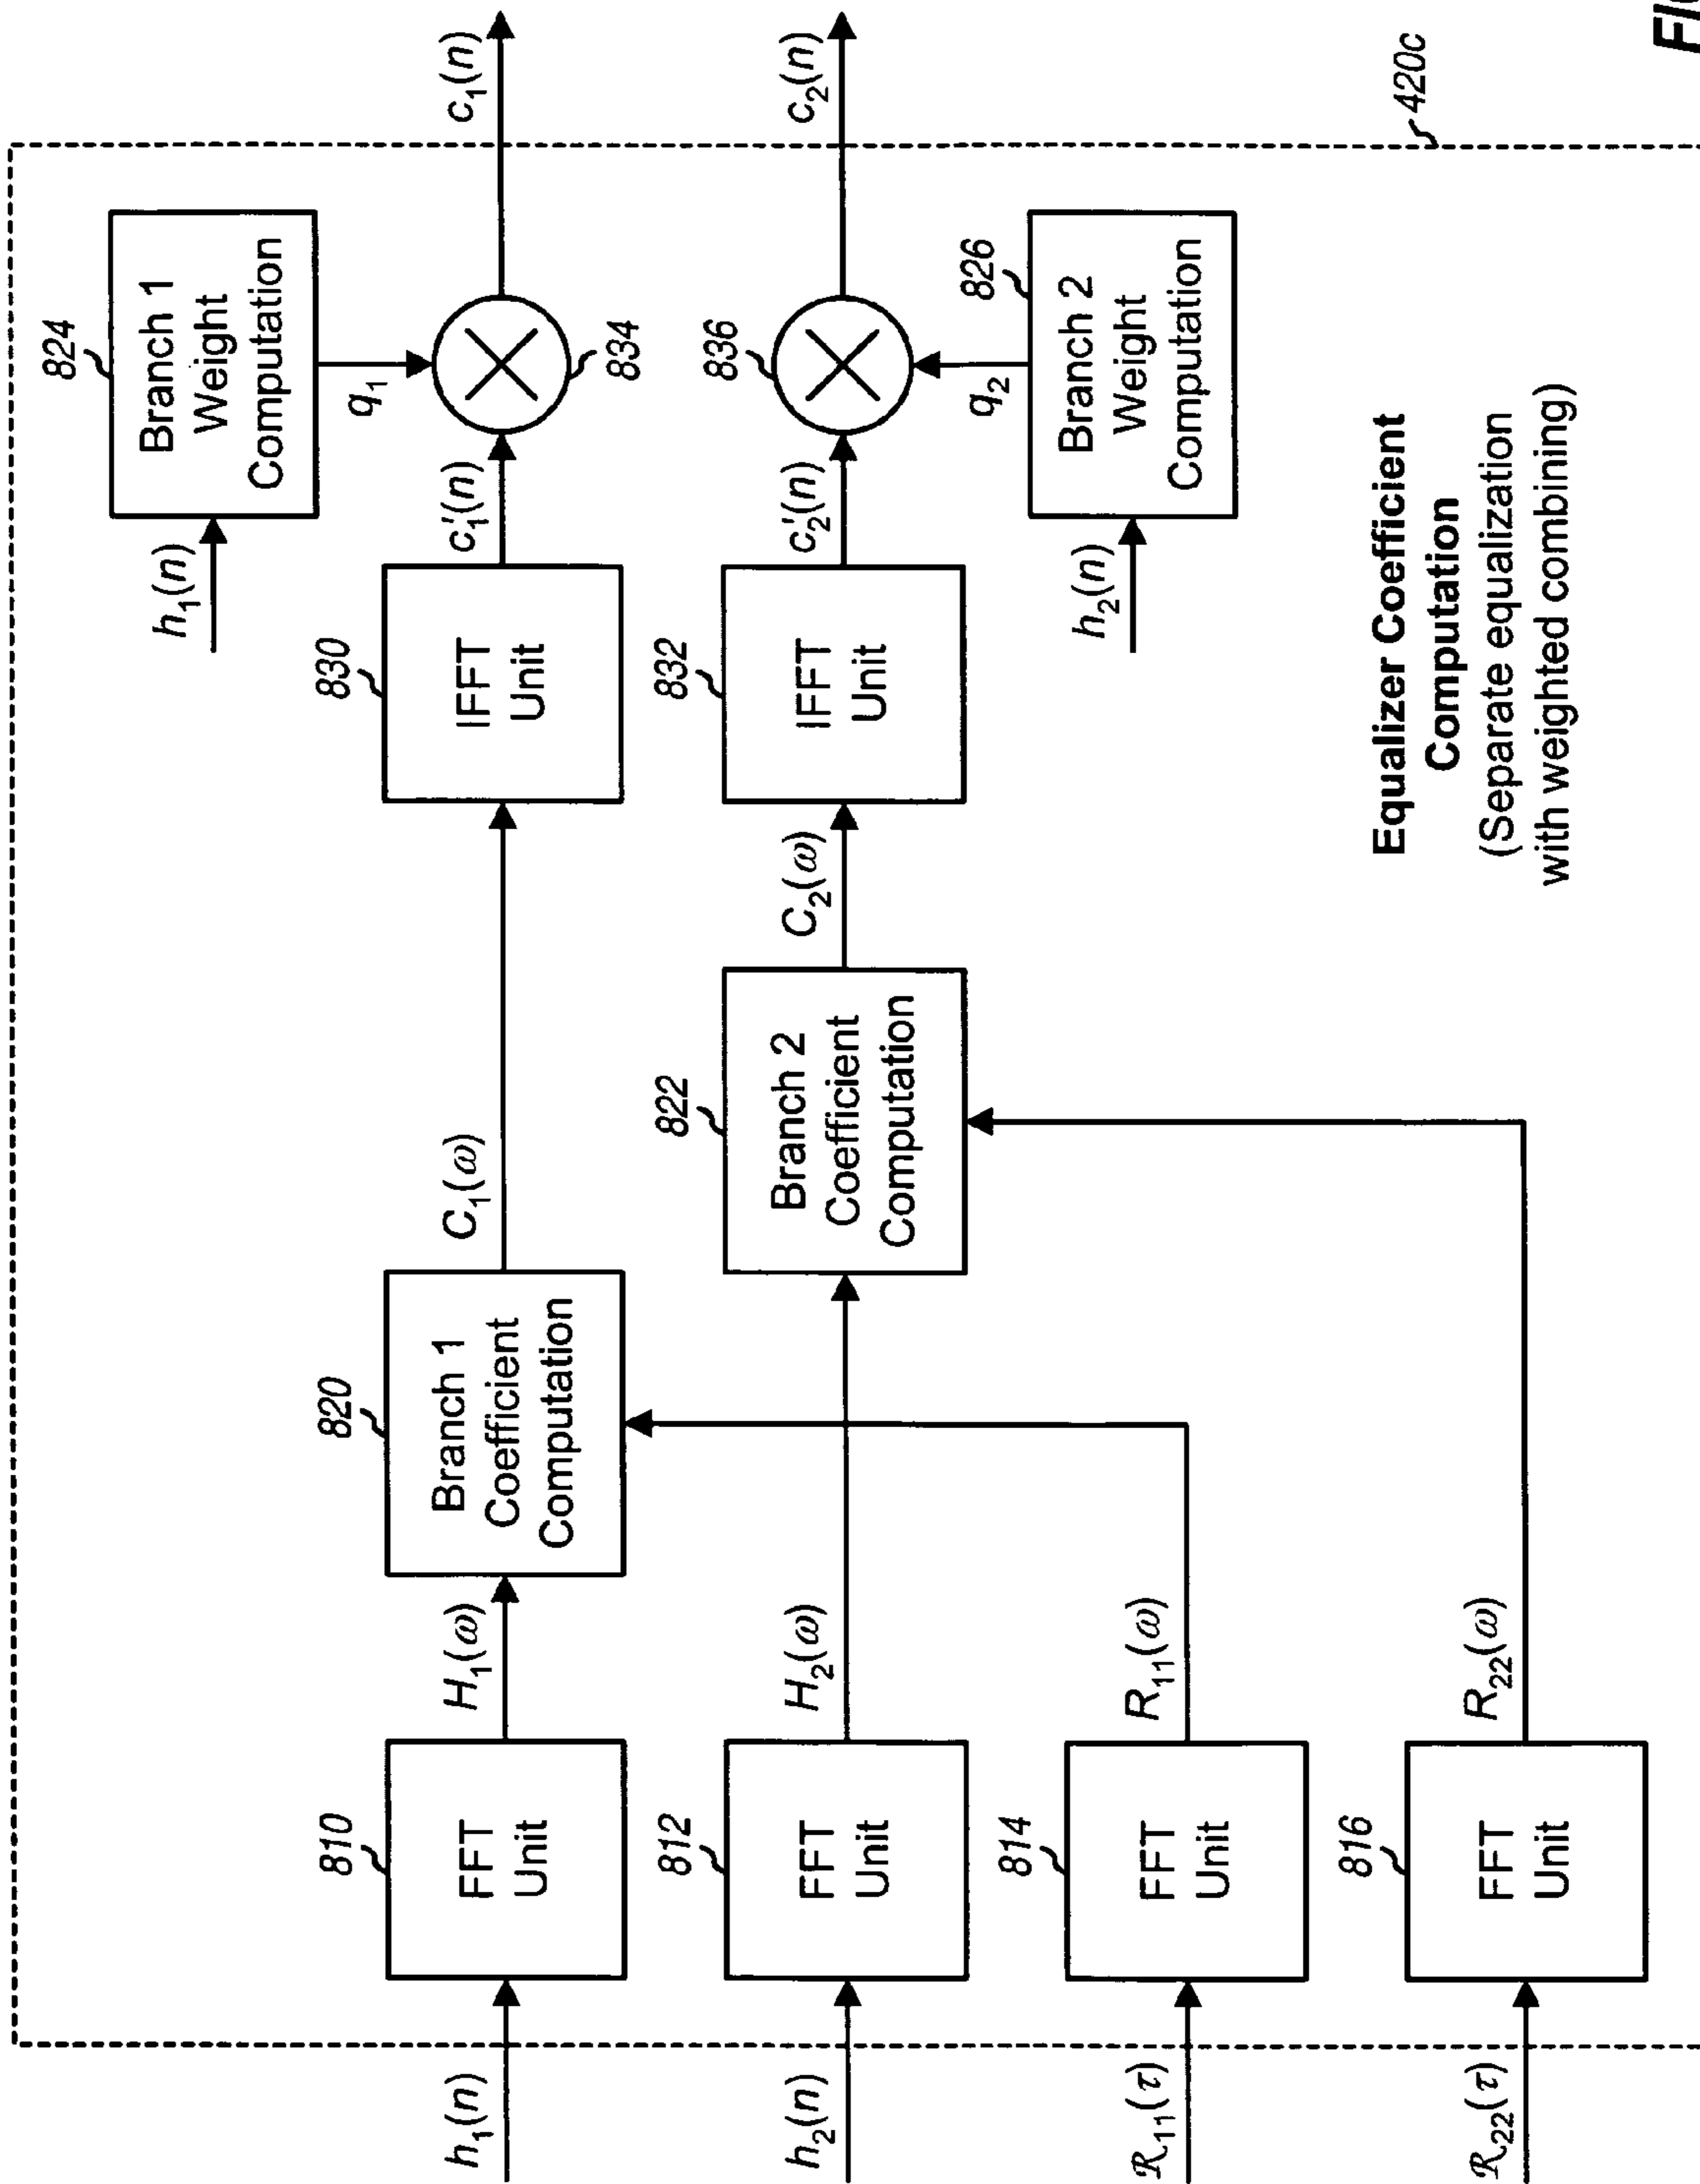 824
Branch 1
Weight
Computation
h₁(n)
q₁
810
FFT
Unit
h₁(n)
H₁(ω)
820
Branch 1
Coefficient
Computation
C₁(ω)
830
IFFT
Unit
c₁'(n)
834
c₁(n)
812
FFT
Unit
h₂(n)
H₂(ω)
822
Branch 2
Coefficient
Computation
C₂(ω)
832
IFFT
Unit
c₂'(n)
836
c₂(n)
814
FFT
Unit
ℛ₁₁(τ)
R₁₁(ω)
h₂(n)
q₂
826
Branch 2
Weight
Computation
816
FFT
Unit
ℛ₂₂(τ)
R₂₂(ω)
Equalizer Coefficient
Computation
(Separate equalization
with weighted combining)
420c